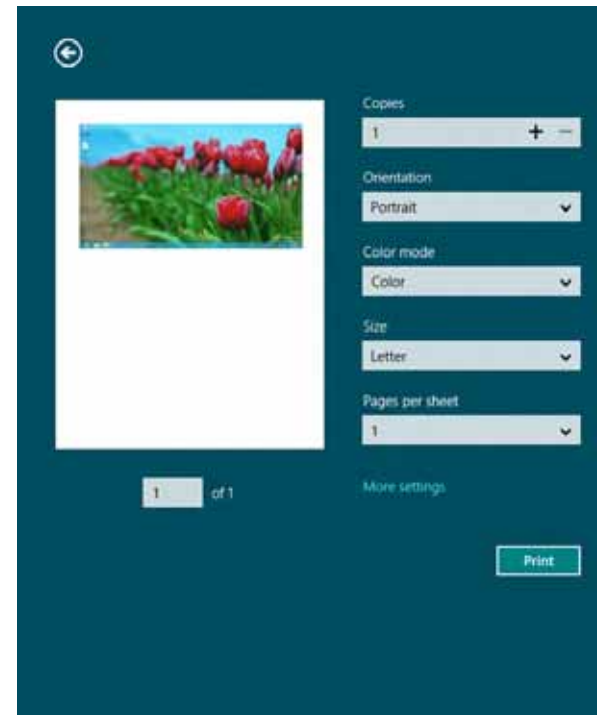 Copies
1
Orientation
Portrait
Color mode
Color
Size
Letter
Pages per sheet
1
1 of 1
More settings
Print